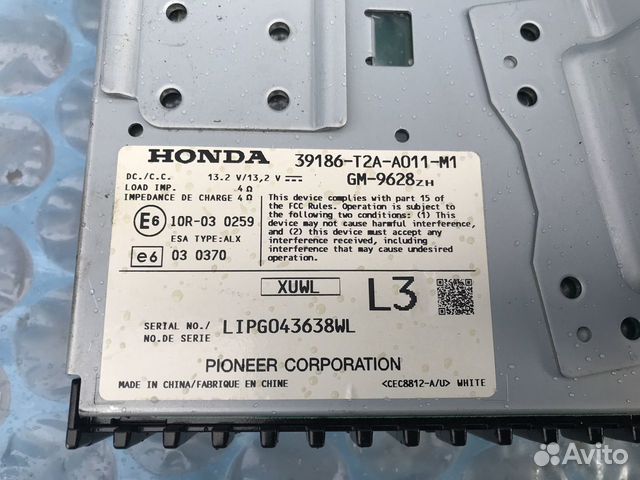 HONDA 39186-T2A-A011-M1
DC./C.C. 13.2 V/13,2 V GM-9628ZH
LOAD IMP. 4Ω
IMPEDANCE DE CHARGE 4Ω
This device complies with part 15 of
the FCC Rules. Operation is subject to
the following two conditions: (1) This
device may not cause harmful interference,
and (2) this device must accept any
interference received, including
interference that may cause undesired
operation.
E6 10R-03 0259
ESA TYPE:ALX
e6 03 0370
XUWL L3
SERIAL NO./
NO.DE SERIE
LIPG043638WL
PIONEER CORPORATION
MADE IN CHINA/FABRIQUE EN CHINE <CEC8812-A/U> WHITE
Avito